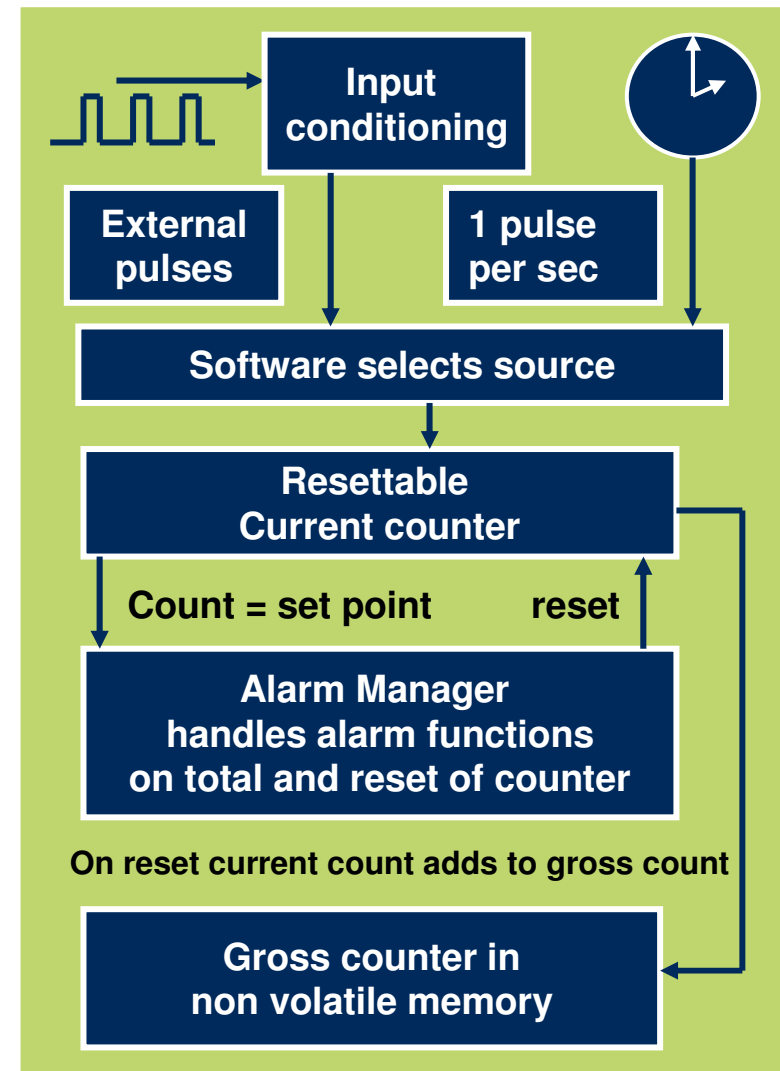 Input
conditioning
External
pulses
1 pulse
per sec
Software selects source
Resettable
Current counter
Count = set point
reset
Alarm Manager
handles alarm functions
on total and reset of counter
On reset current count adds to gross count
Gross counter in
non volatile memory